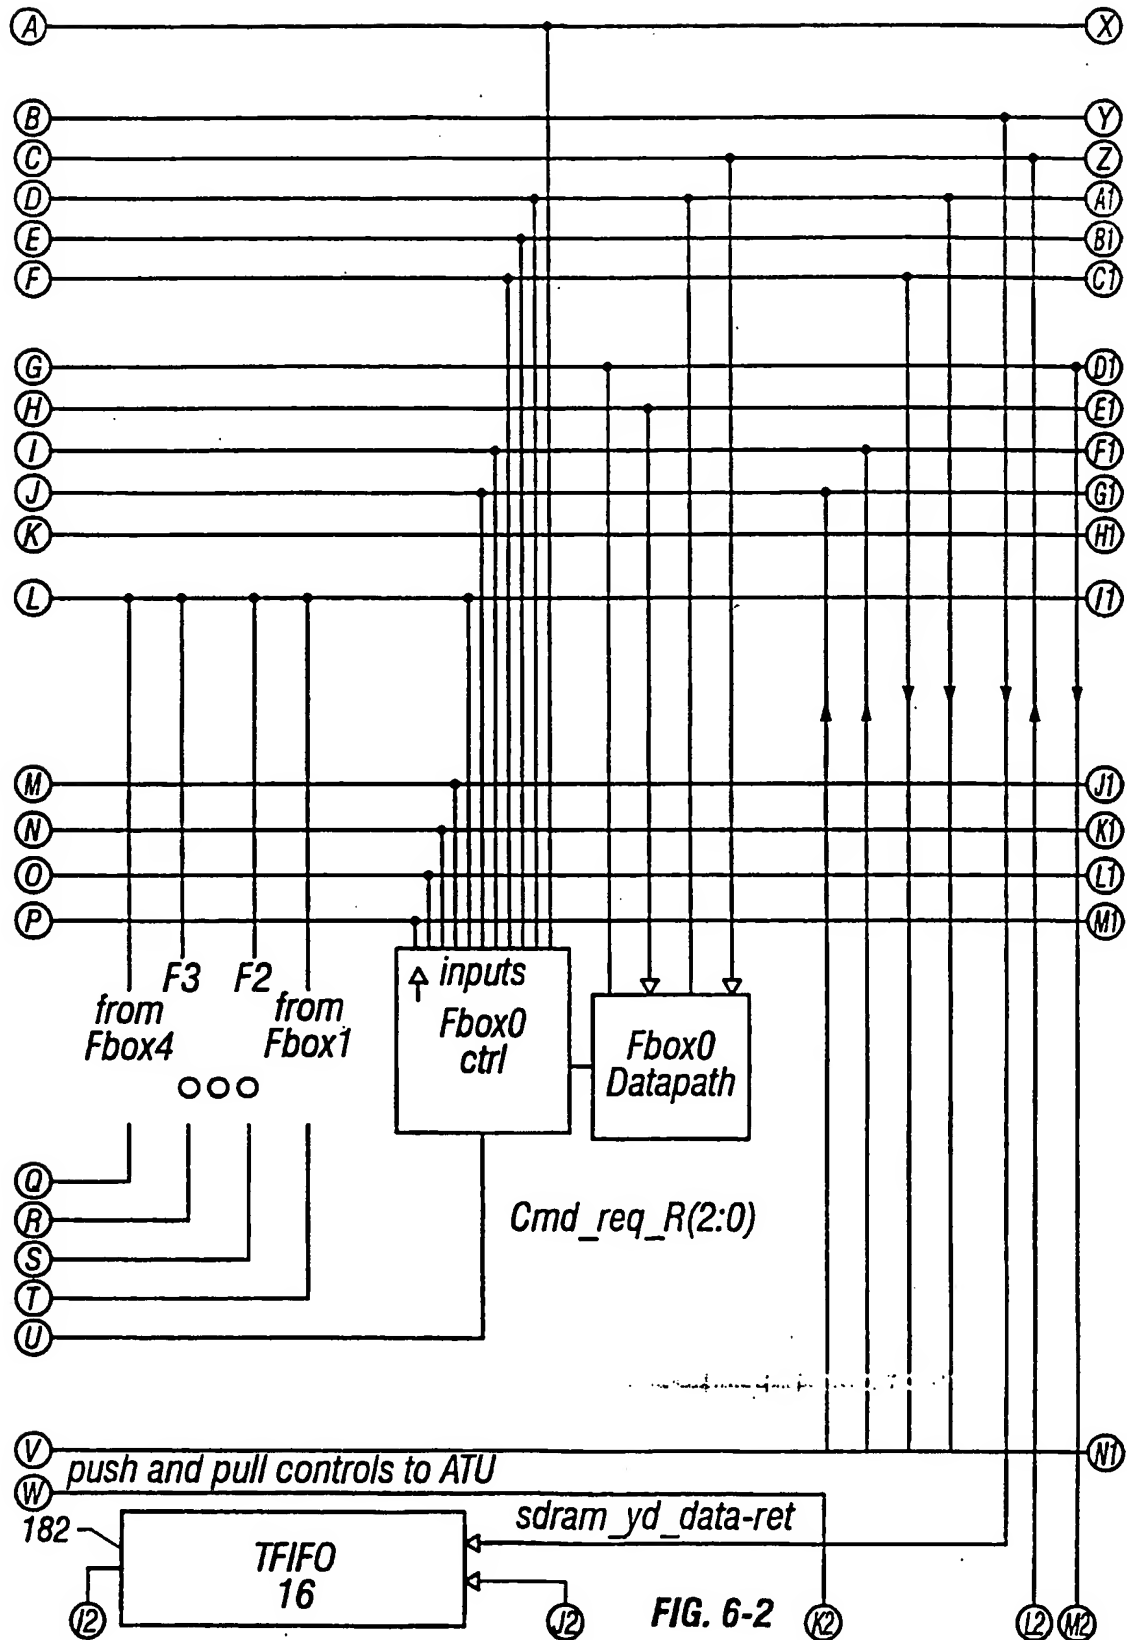 A X
B Y
C Z
D A1
E B1
F C1
G D1
H E1
I F1
J G1
K H1
L I1
M J1
N K1
O L1
P M1
F3 F2 inputs
from from
Fbox4 Fbox1
Fbox0
ctrl
Fbox0
Datapath
Q
R Cmd_req_R(2:0)
S
T
U
V N1
push and pull controls to ATU
W
182 sdram_yd_data-ret
TFIFO
16
I2 J2 FIG. 6-2 K2 L2 M2